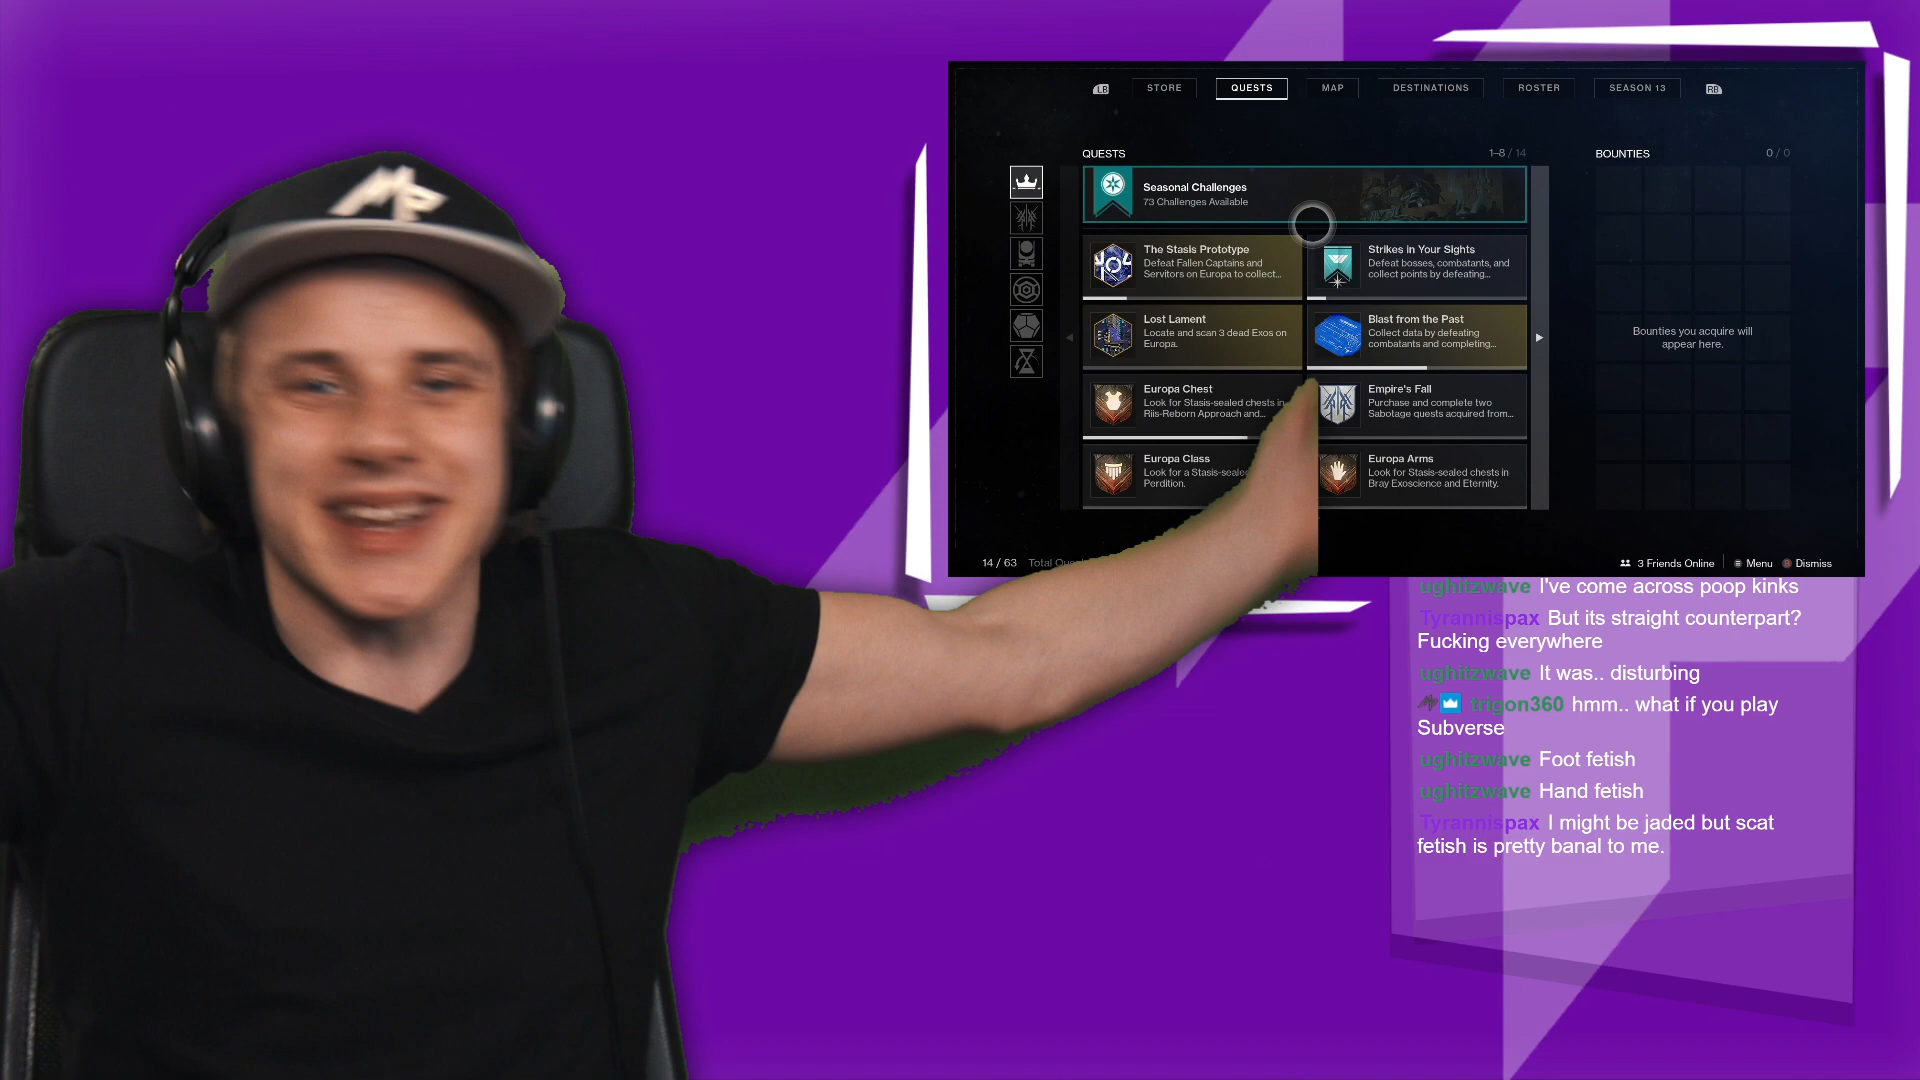 MP
LB
STORE
QUESTS
MAP
DESTINATIONS
ROSTER
SEASON 13
RB
QUESTS
1–8 / 14
BOUNTIES
0 / 0
Seasonal Challenges
73 Challenges Available
The Stasis Prototype
Defeat Fallen Captains and
Servitors on Europa to collect...
Strikes in Your Sights
Defeat bosses, combatants, and
collect points by defeating...
Lost Lament
Locate and scan 3 dead Exos on
Europa.
Blast from the Past
Collect data by defeating
combatants and completing...
Bounties you acquire will
appear here.
Europa Chest
Look for Stasis-sealed chests in
Riis-Reborn Approach and...
Empire's Fall
Purchase and complete two
Sabotage quests acquired from...
Europa Class
Look for a Stasis-sealed
Perdition.
Europa Arms
Look for Stasis-sealed chests in
Bray Exoscience and Eternity.
14 / 63 Total
3 Friends Online
Menu
Dismiss
ughitzwave I've come across poop kinks
Tyrannispax But its straight counterpart?
Fucking everywhere
ughitzwave It was.. disturbing
trigon360 hmm.. what if you play
Subverse
ughitzwave Foot fetish
ughitzwave Hand fetish
Tyrannispax I might be jaded but scat
fetish is pretty banal to me.